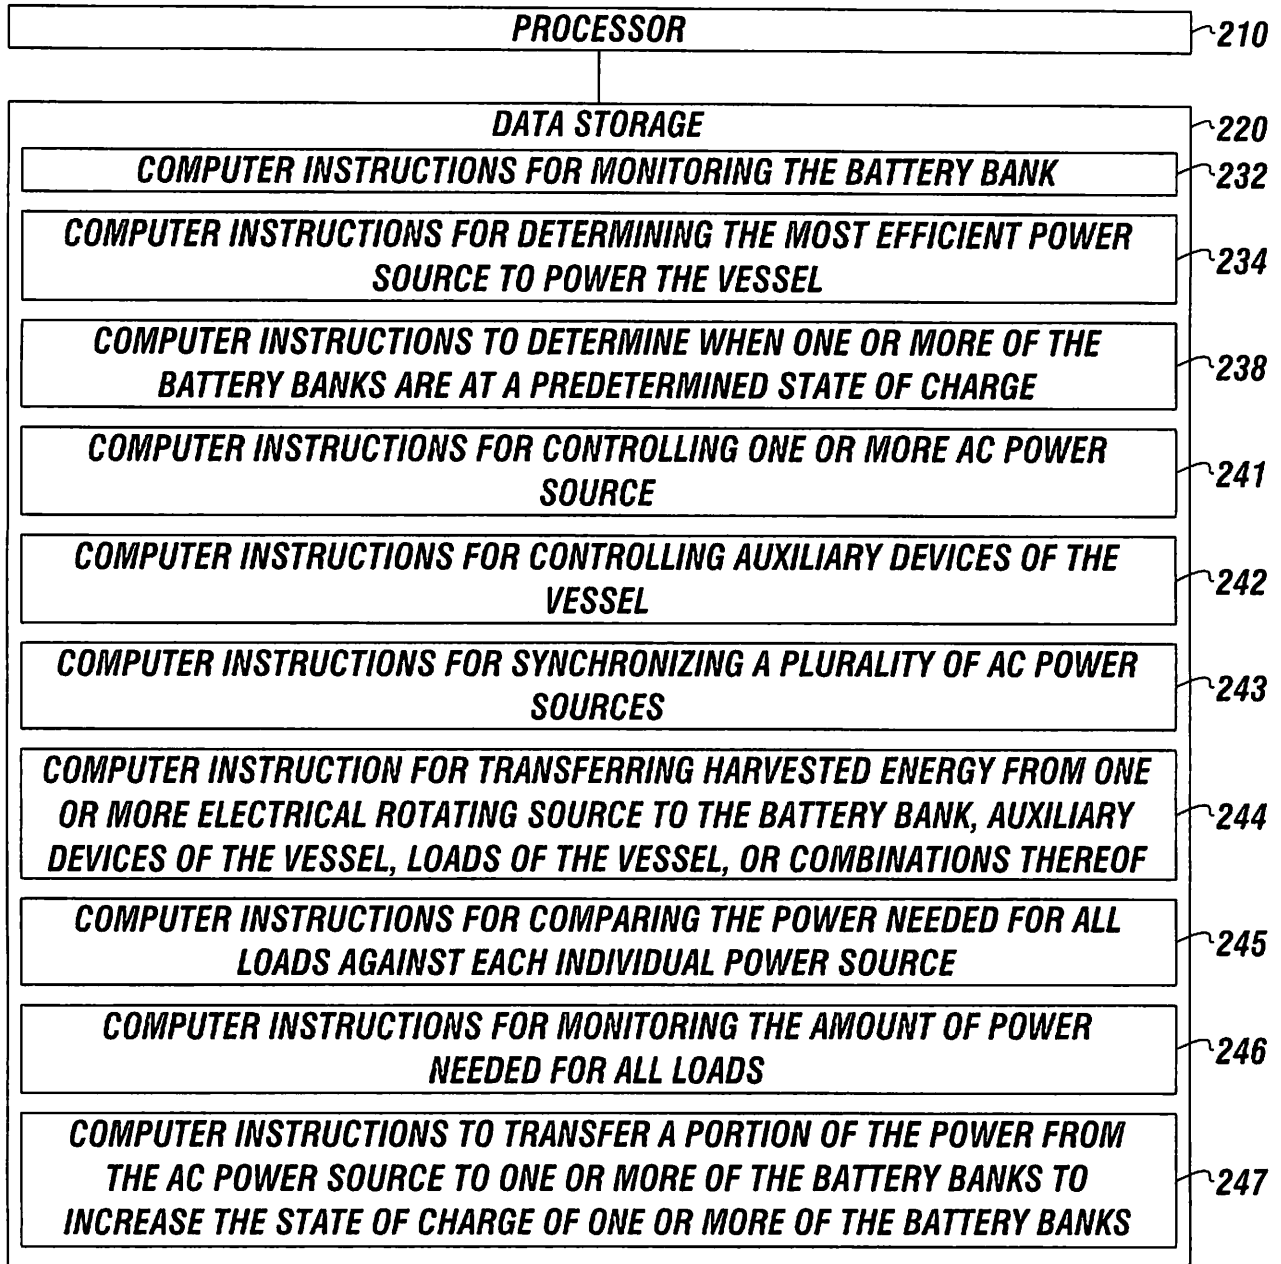 PROCESSOR
210
DATA STORAGE
220
COMPUTER INSTRUCTIONS FOR MONITORING THE BATTERY BANK
232
COMPUTER INSTRUCTIONS FOR DETERMINING THE MOST EFFICIENT POWER
SOURCE TO POWER THE VESSEL
234
COMPUTER INSTRUCTIONS TO DETERMINE WHEN ONE OR MORE OF THE
BATTERY BANKS ARE AT A PREDETERMINED STATE OF CHARGE
238
COMPUTER INSTRUCTIONS FOR CONTROLLING ONE OR MORE AC POWER
SOURCE
241
COMPUTER INSTRUCTIONS FOR CONTROLLING AUXILIARY DEVICES OF THE
VESSEL
242
COMPUTER INSTRUCTIONS FOR SYNCHRONIZING A PLURALITY OF AC POWER
SOURCES
243
COMPUTER INSTRUCTION FOR TRANSFERRING HARVESTED ENERGY FROM ONE
OR MORE ELECTRICAL ROTATING SOURCE TO THE BATTERY BANK, AUXILIARY
DEVICES OF THE VESSEL, LOADS OF THE VESSEL, OR COMBINATIONS THEREOF
244
COMPUTER INSTRUCTIONS FOR COMPARING THE POWER NEEDED FOR ALL
LOADS AGAINST EACH INDIVIDUAL POWER SOURCE
245
COMPUTER INSTRUCTIONS FOR MONITORING THE AMOUNT OF POWER
NEEDED FOR ALL LOADS
246
COMPUTER INSTRUCTIONS TO TRANSFER A PORTION OF THE POWER FROM
THE AC POWER SOURCE TO ONE OR MORE OF THE BATTERY BANKS TO
INCREASE THE STATE OF CHARGE OF ONE OR MORE OF THE BATTERY BANKS
247